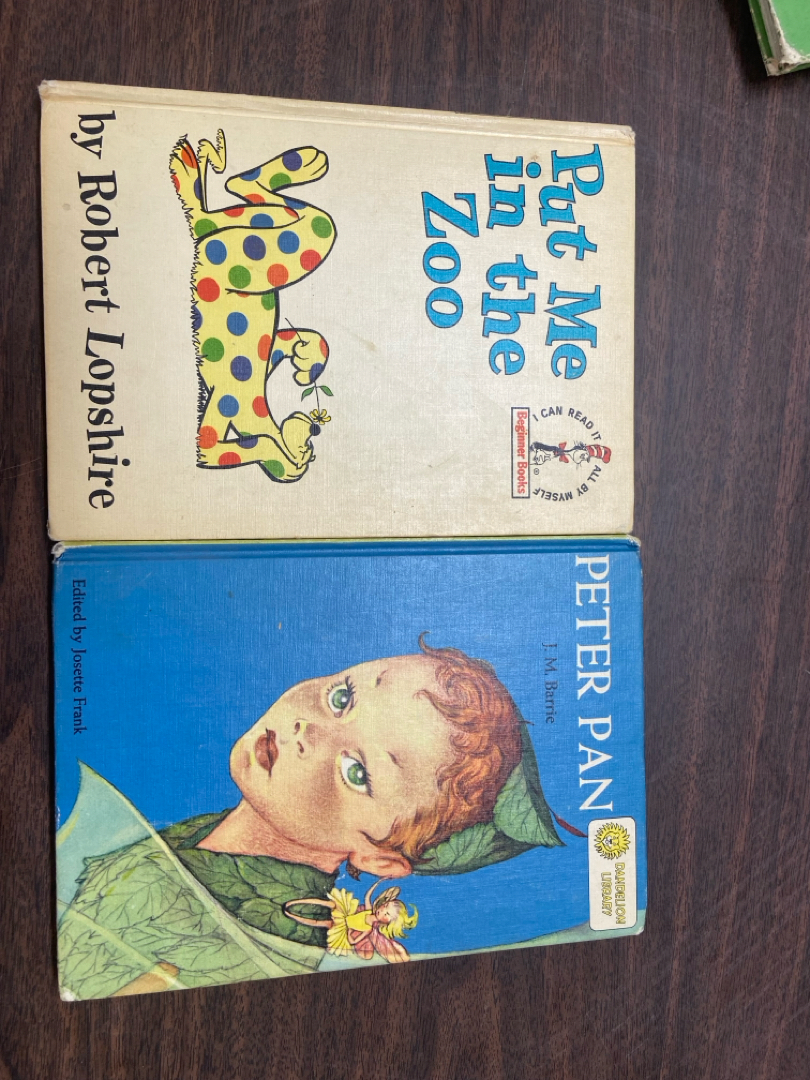 Put Me
in the
Zoo
I CAN READ IT ALL BY MYSELF
Beginner Books
®
by Robert Lopshire
PETER PAN
J. M. Barrie
DANDELION
LIBRARY
Edited by Josette Frank